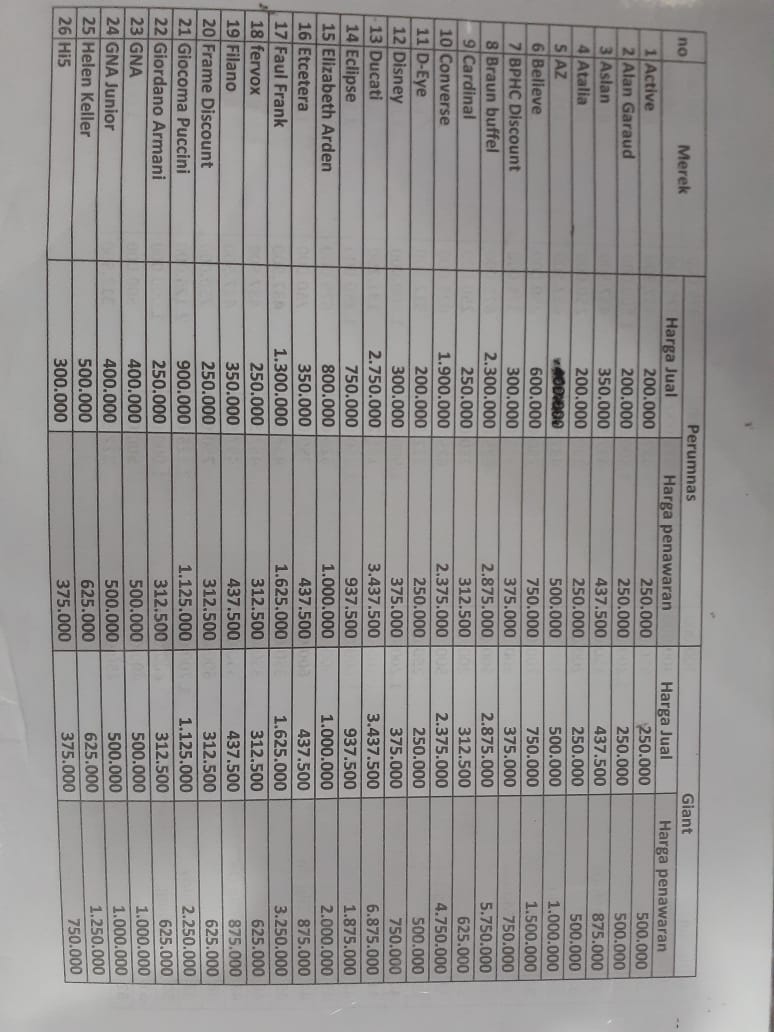 no Merek Perumnas Giant
Harga Jual Harga penawaran Harga Jual Harga penawaran
1 Active 200.000 250.000 250.000 500.000
2 Alan Garaud 200.000 250.000 250.000 500.000
3 Aslan 350.000 437.500 437.500 875.000
4 Atalia 200.000 250.000 250.000 500.000
5 AZ 500.000 500.000 1.000.000
6 Believe 600.000 750.000 750.000 1.500.000
7 BPHC Discount 300.000 375.000 375.000 750.000
8 Braun buffel 2.300.000 2.875.000 2.875.000 5.750.000
9 Cardinal 250.000 312.500 312.500 625.000
10 Converse 1.900.000 2.375.000 2.375.000 4.750.000
11 D-Eye 200.000 250.000 250.000 500.000
12 Disney 300.000 375.000 375.000 750.000
13 Ducati 2.750.000 3.437.500 3.437.500 6.875.000
14 Eclipse 750.000 937.500 937.500 1.875.000
15 Elizabeth Arden 800.000 1.000.000 1.000.000 2.000.000
16 Etcetera 350.000 437.500 437.500 875.000
17 Faul Frank 1.300.000 1.625.000 1.625.000 3.250.000
18 fenvox 250.000 312.500 312.500 625.000
19 Filano 350.000 437.500 437.500 875.000
20 Frame Discount 250.000 312.500 312.500 625.000
21 Giocoma Puccini 900.000 1.125.000 1.125.000 2.250.000
22 Giordano Armani 250.000 312.500 312.500 625.000
23 GNA 400.000 500.000 500.000 1.000.000
24 GNA Junior 400.000 500.000 500.000 1.000.000
25 Helen Keller 500.000 625.000 625.000 1.250.000
26 Hi5 300.000 375.000 375.000 750.000